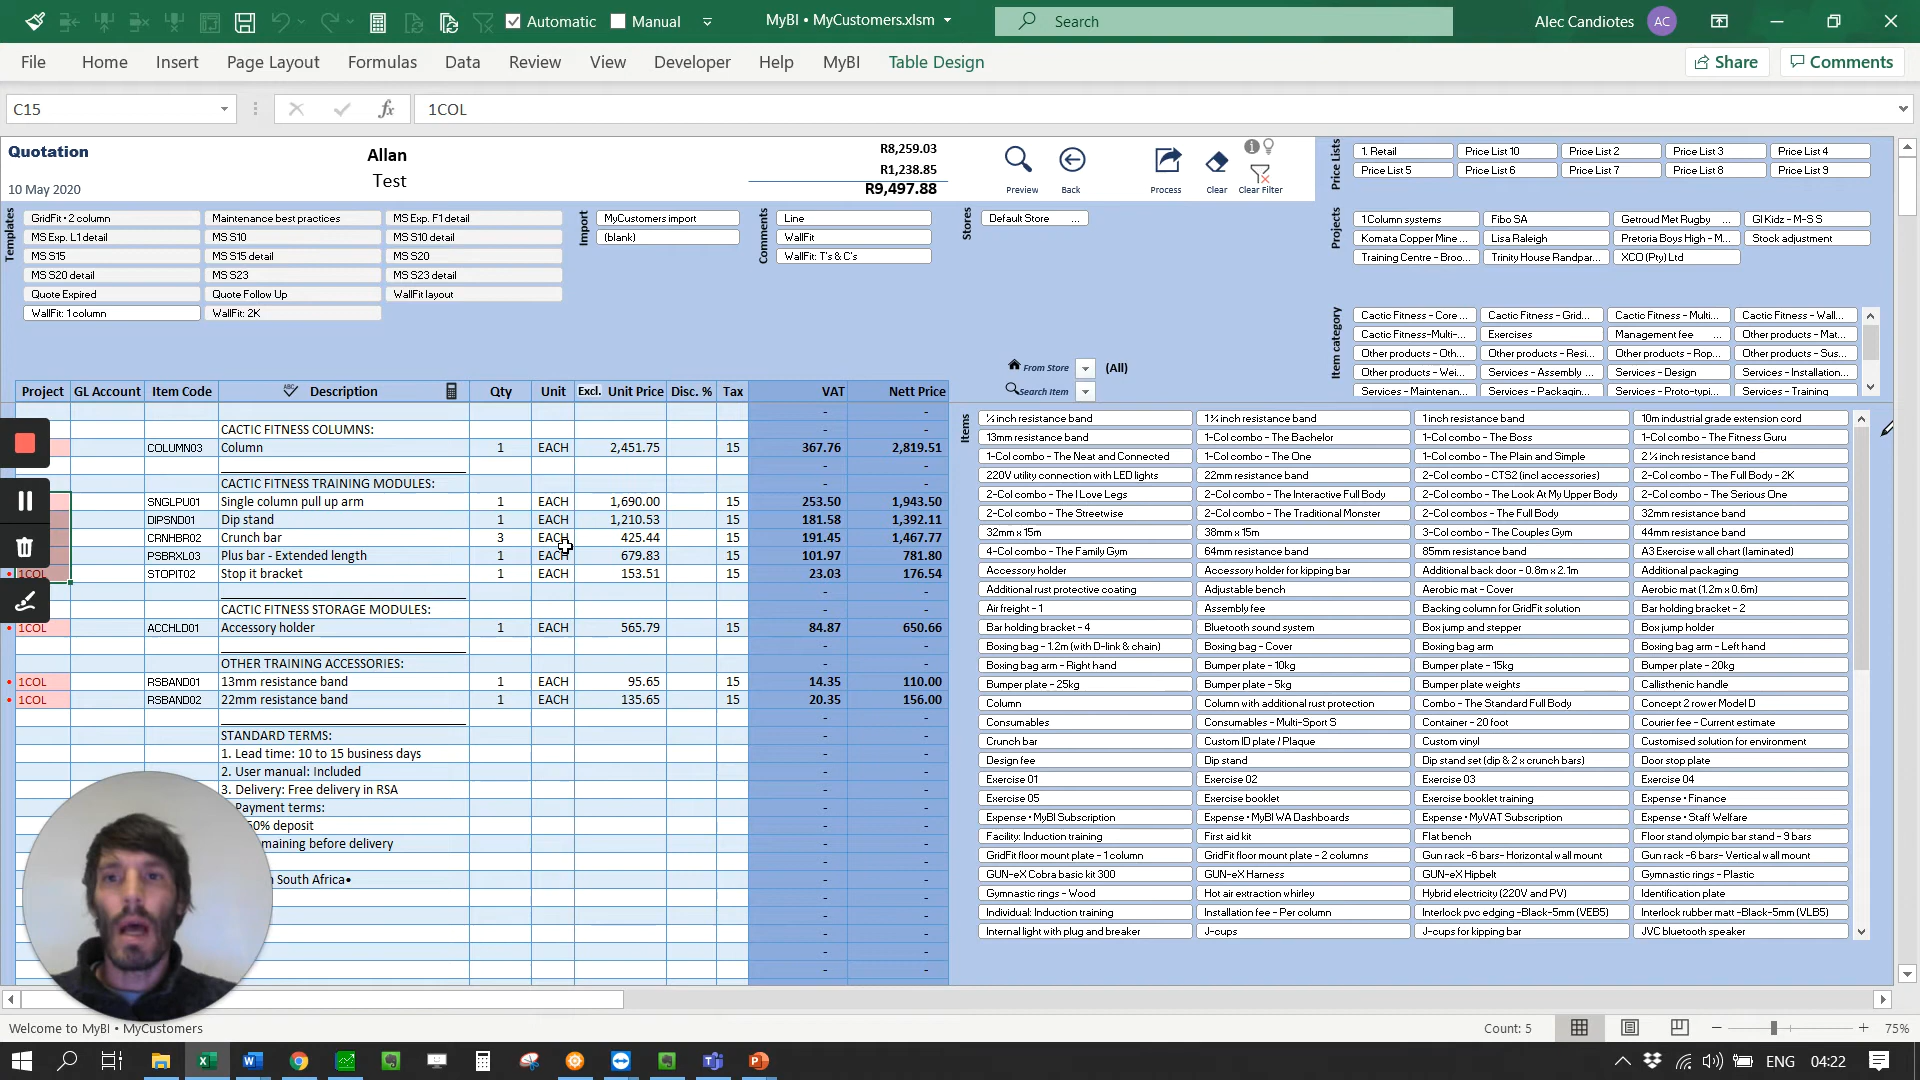 Automatic
Manual
MyBI • MyCustomers.xlsm
Search
Alec Candiotes
AC
File
Home
Insert
Page Layout
Formulas
Data
Review
View
Developer
Help
MyBI
Table Design
Share
Comments
C15
fx
1COL
Quotation
10 May 2020
Allan
Test
R8,259.03
R1,238.85
R9,497.88
Preview
Back
Process
Clear
Clear Filter
Price Lists
1. Retail
Price List 10
Price List 2
Price List 3
Price List 4
Price List 5
Price List 6
Price List 7
Price List 8
Price List 9
Templates
GridFit • 2 column
Maintenance best practices
MS Exp. F1 detail
MS Exp. L1 detail
MS S10
MS S10 detail
MS S15
MS S15 detail
MS S20
MS S20 detail
MS S23
MS S23 detail
Quote Expired
Quote Follow Up
WallFit layout
WallFit: 1 column
WallFit: 2K
Import
MyCustomers import
(blank)
Comments
Line
WallFit
WallFit: T's & C's
Stores
Default Store ...
Projects
1 Column systems
Fibo SA
Getroud Met Rugby ...
GI Kidz - M-S S
Komata Copper Mine ...
Lisa Raleigh
Pretoria Boys High - M...
Stock adjustment
Training Centre - Broo...
Trinity House Randpar...
XCO (Pty) Ltd
Item category
Cactic Fitness - Core ...
Cactic Fitness - Grid...
Cactic Fitness - Multi...
Cactic Fitness - Wall...
Cactic Fitness-Multi-...
Exercises
Management fee ...
Other products - Mat...
Other products - Oth...
Other products - Resi...
Other products - Rop...
Other products - Sus...
Other products - Wei...
Services - Assembly ...
Services - Design
Services - Installation...
Services - Maintenan...
Services - Packagin...
Services - Proto-typi...
Services - Training
From Store
(All)
Search Item
Project
GL Account
Item Code
Description
Qty
Unit
Excl. Unit Price
Disc. %
Tax
VAT
Nett Price
CACTIC FITNESS COLUMNS:
COLUMN03 Column 1 EACH 2,451.75 15 367.76 2,819.51
CACTIC FITNESS TRAINING MODULES:
SNGLPU01 Single column pull up arm 1 EACH 1,690.00 15 253.50 1,943.50
DIPSND01 Dip stand 1 EACH 1,210.53 15 181.58 1,392.11
CRNHBR02 Crunch bar 3 EACH 425.44 15 191.45 1,467.77
PSBRXL03 Plus bar - Extended length 1 EACH 679.83 15 101.97 781.80
1COL STOPIT02 Stop it bracket 1 EACH 153.51 15 23.03 176.54
CACTIC FITNESS STORAGE MODULES:
1COL ACCHLD01 Accessory holder 1 EACH 565.79 15 84.87 650.66
OTHER TRAINING ACCESSORIES:
1COL RSBAND01 13mm resistance band 1 EACH 95.65 15 14.35 110.00
1COL RSBAND02 22mm resistance band 1 EACH 135.65 15 20.35 156.00
STANDARD TERMS:
1. Lead time: 10 to 15 business days
2. User manual: Included
3. Delivery: Free delivery in RSA
Payment terms:
50% deposit
before delivery
South Africa•
Items
½ inch resistance band
1¾ inch resistance band
1 inch resistance band
10m industrial grade extension cord
13mm resistance band
1-Col combo - The Bachelor
1-Col combo - The Boss
1-Col combo - The Fitness Guru
1-Col combo - The Neat and Connected
1-Col combo - The One
1-Col combo - The Plain and Simple
2 ½ inch resistance band
220V utility connection with LED lights
22mm resistance band
2-Col combo - CTS2 (incl accessories)
2-Col combo - The Full Body - 2K
2-Col combo - The I Love Legs
2-Col combo - The Interactive Full Body
2-Col combo - The Look At My Upper Body
2-Col combo - The Serious One
2-Col combo - The Streetwise
2-Col combo - The Traditional Monster
2-Col combos - The Full Body
32mm resistance band
32mm x 15m
38mm x 15m
3-Col combo - The Couples Gym
44mm resistance band
4-Col combo - The Family Gym
64mm resistance band
85mm resistance band
A3 Exercise wall chart (laminated)
Accessory holder
Accessory holder for kipping bar
Additional back door - 0.8m x 2.1m
Additional packaging
Additional rust protective coating
Adjustable bench
Aerobic mat - Cover
Aerobic mat (1.2m x 0.6m)
Air freight - 1
Assembly fee
Backing column for GridFit solution
Bar holding bracket - 2
Bar holding bracket - 4
Bluetooth sound system
Box jump and stepper
Box jump holder
Boxing bag - 1.2m (with D-link & chain)
Boxing bag - Cover
Boxing bag arm
Boxing bag arm - Left hand
Boxing bag arm - Right hand
Bumper plate - 10kg
Bumper plate - 15kg
Bumper plate - 20kg
Bumper plate - 25kg
Bumper plate - 5kg
Bumper plate weights
Callisthenic handle
Column
Column with additional rust protection
Combo - The Standard Full Body
Concept 2 rower Model D
Consumables
Consumables - Multi-Sport S
Container - 20 foot
Courier fee - Current estimate
Crunch bar
Custom ID plate / Plaque
Custom vinyl
Customised solution for environment
Design fee
Dip stand
Dip stand set (dip & 2 x crunch bars)
Door stop plate
Exercise 01
Exercise 02
Exercise 03
Exercise 04
Exercise 05
Exercise booklet
Exercise booklet training
Expense • Finance
Expense • MyBI Subscription
Expense • MyBI WA Dashboards
Expense • MyVAT Subscription
Expense • Staff Welfare
Facility: Induction training
First aid kit
Flat bench
Floor stand olympic bar stand - 9 bars
GridFit floor mount plate - 1 column
GridFit floor mount plate - 2 columns
Gun rack -6 bars- Horizontal wall mount
Gun rack -6 bars- Vertical wall mount
GUN-eX Cobra basic kit 300
GUN-eX Harness
GUN-eX Hipbelt
Gymnastic rings - Plastic
Gymnastic rings - Wood
Hot air extraction whirley
Hybrid electricity (220V and PV)
Identification plate
Individual: Induction training
Installation fee - Per column
Interlock pvc edging -Black-5mm (VEB5)
Interlock rubber matt -Black-5mm (VLB5)
Internal light with plug and breaker
J-cups
J-cups for kipping bar
JVC bluetooth speaker
Welcome to MyBI • MyCustomers
Count: 5
75%
ENG
04:22